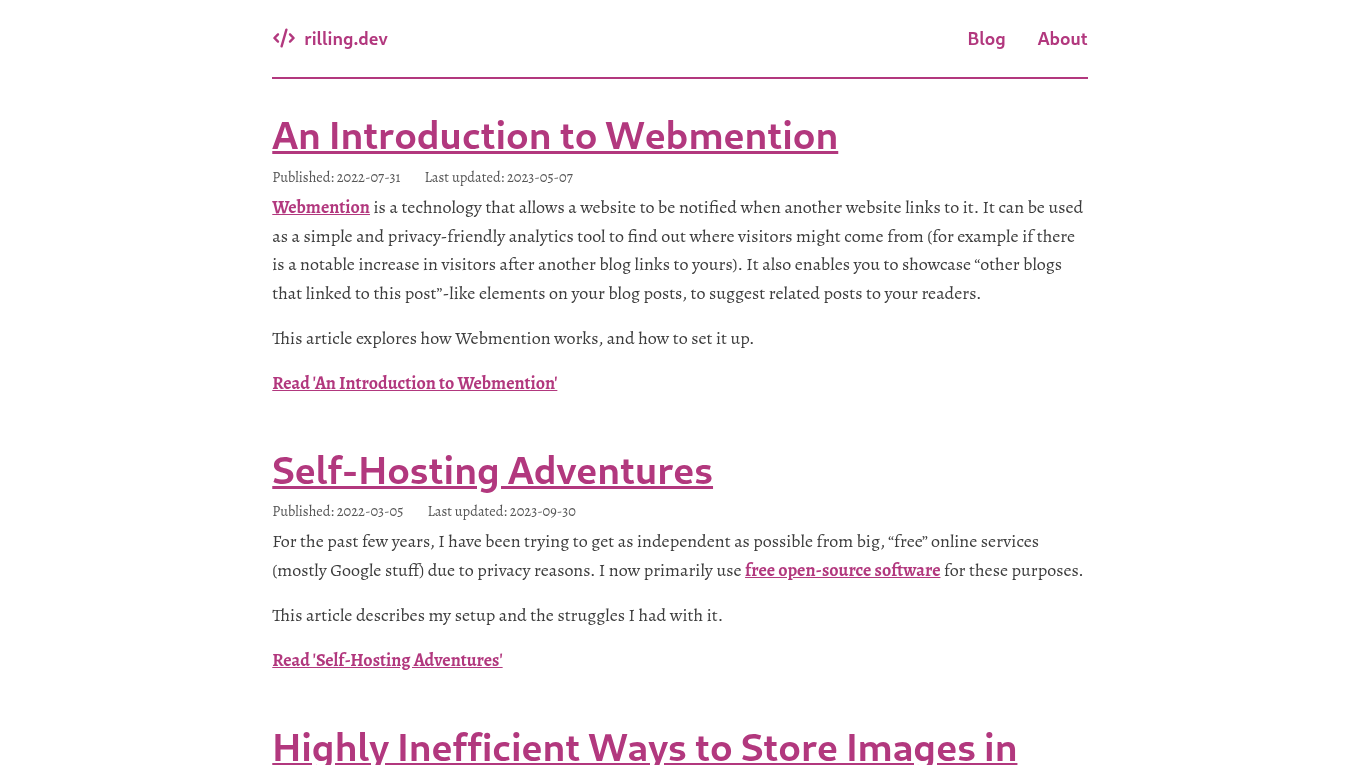 rilling.dev
Blog
About
An Introduction to Webmention
Published: 2022-07-31 Last updated: 2023-05-07
Webmention is a technology that allows a website to be notified when another website links to it. It can be used
as a simple and privacy-friendly analytics tool to find out where visitors might come from (for example if there
is a notable increase in visitors after another blog links to yours). It also enables you to showcase “other blogs
that linked to this post”-like elements on your blog posts, to suggest related posts to your readers.
This article explores how Webmention works, and how to set it up.
Read 'An Introduction to Webmention'
Self-Hosting Adventures
Published: 2022-03-05 Last updated: 2023-09-30
For the past few years, I have been trying to get as independent as possible from big, “free” online services
(mostly Google stuff) due to privacy reasons. I now primarily use free open-source software for these purposes.
This article describes my setup and the struggles I had with it.
Read 'Self-Hosting Adventures'
Highly Inefficient Ways to Store Images in